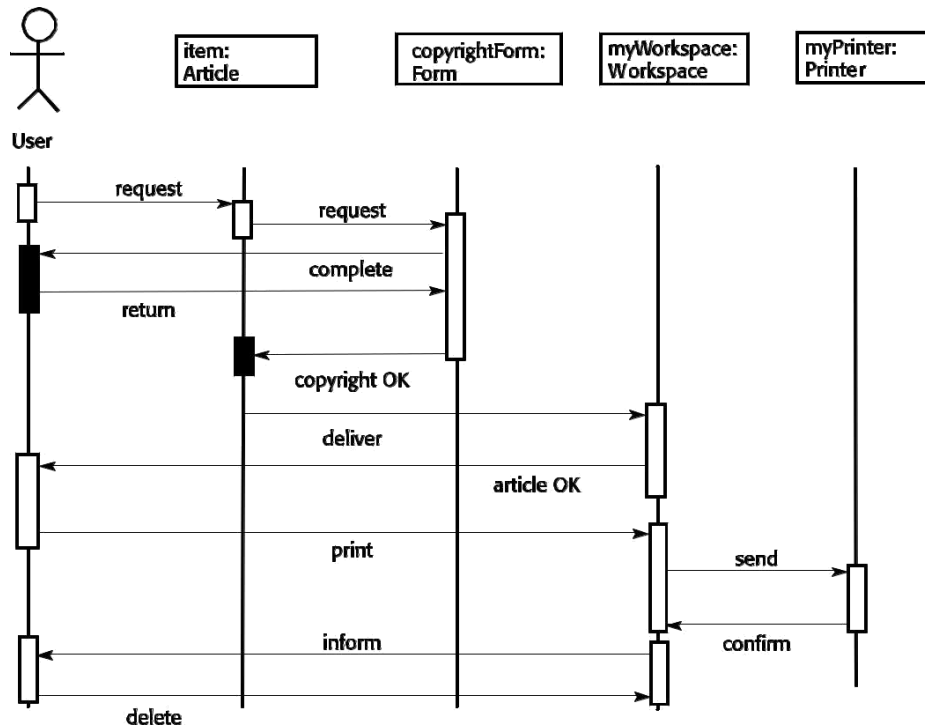 item:
Article
copyrightForm:
Form
myWorkspace:
Workspace
myPrinter:
Printer
User
request
request
complete
return
copyright OK
deliver
article OK
print
send
inform
confirm
delete